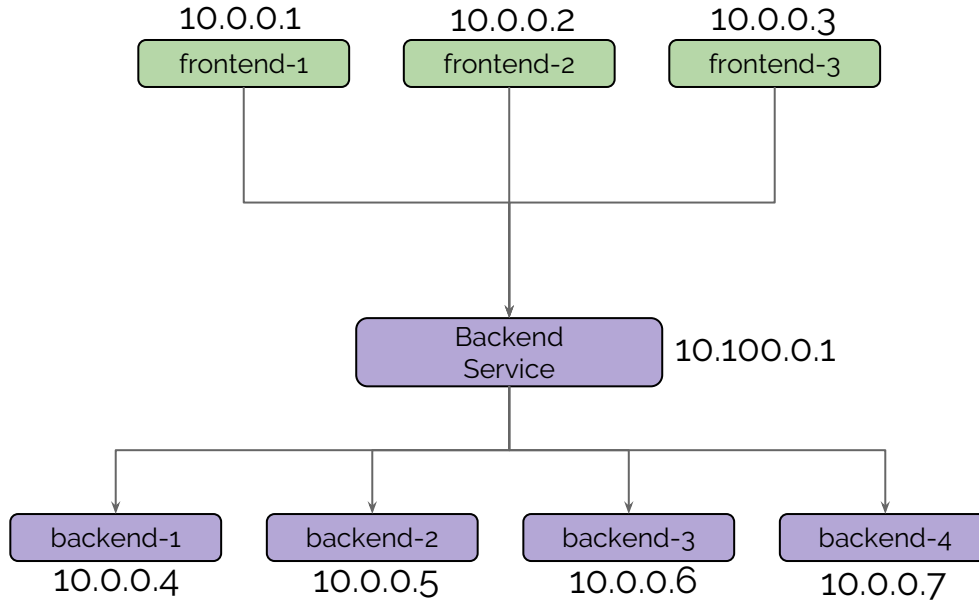 10.0.0.1
10.0.0.2
10.0.0.3
frontend-1
frontend-2
frontend-3
Backend
Service
10.100.0.1
backend-1
backend-2
backend-3
backend-4
10.0.0.4
10.0.0.5
10.0.0.6
10.0.0.7